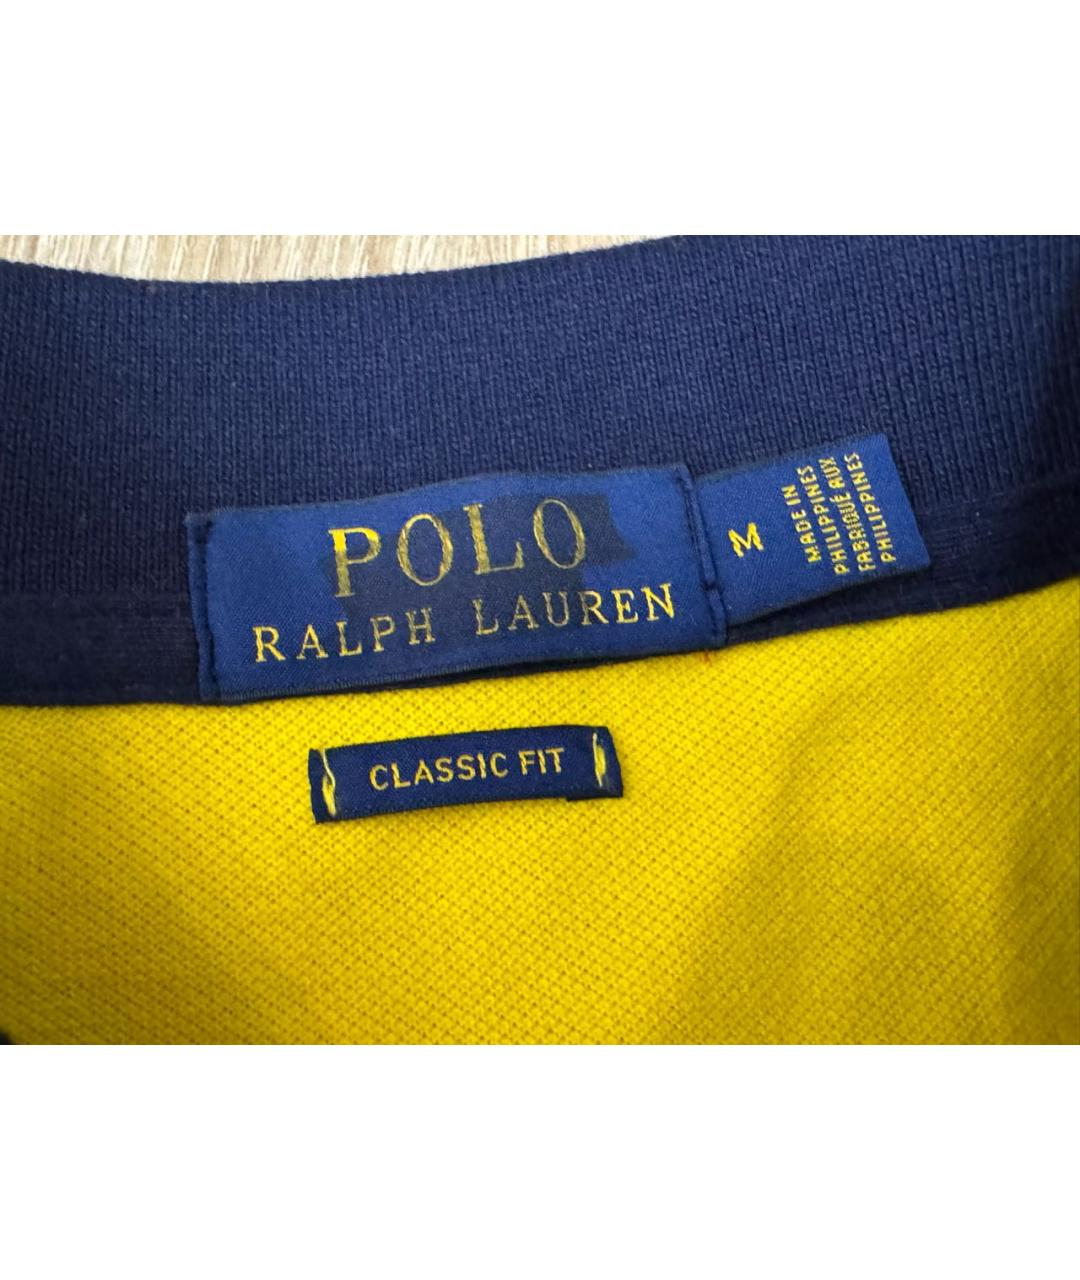 POLO
RALPH LAUREN
M
MADE IN
PHILIPPINES
FABRIQUÉ AUX
PHILIPPINES
CLASSIC FIT